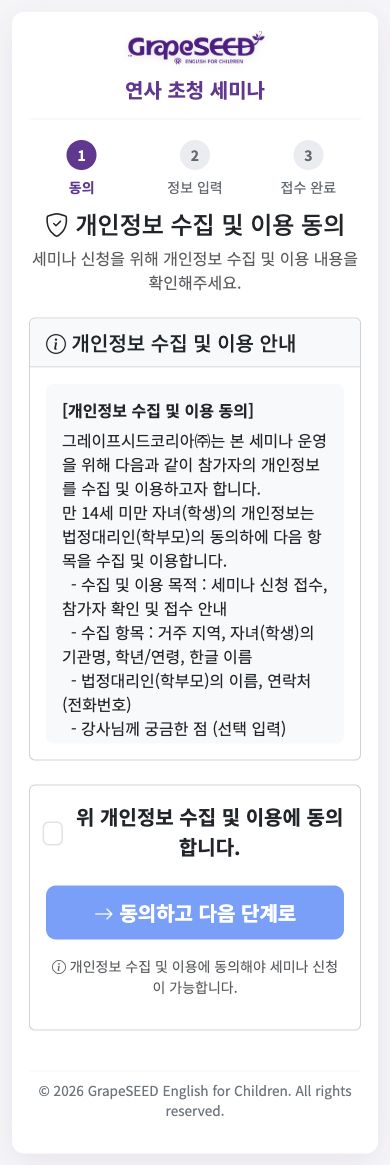 GrapeSEED
ENGLISH FOR CHILDREN
연사 초청 세미나
1
2
3
동의
정보 입력
접수 완료
개인정보 수집 및 이용 동의
세미나 신청을 위해 개인정보 수집 및 이용 내용을
확인해주세요.
개인정보 수집 및 이용 안내
[개인정보 수집 및 이용 동의]
그레이프시드코리아㈜는 본 세미나 운영
을 위해 다음과 같이 참가자의 개인정보
를 수집 및 이용하고자 합니다.
만 14세 미만 자녀(학생)의 개인정보는
법정대리인(학부모)의 동의하에 다음 항
목을 수집 및 이용합니다.
- 수집 및 이용 목적 : 세미나 신청 접수,
참가자 확인 및 접수 안내
- 수집 항목 : 거주 지역, 자녀(학생)의
기관명, 학년/연령, 한글 이름
- 법정대리인(학부모)의 이름, 연락처
(전화번호)
- 강사님께 궁금한 점 (선택 입력)
위 개인정보 수집 및 이용에 동의
합니다.
→ 동의하고 다음 단계로
개인정보 수집 및 이용에 동의해야 세미나 신청
이 가능합니다.
© 2026 GrapeSEED English for Children. All rights
reserved.